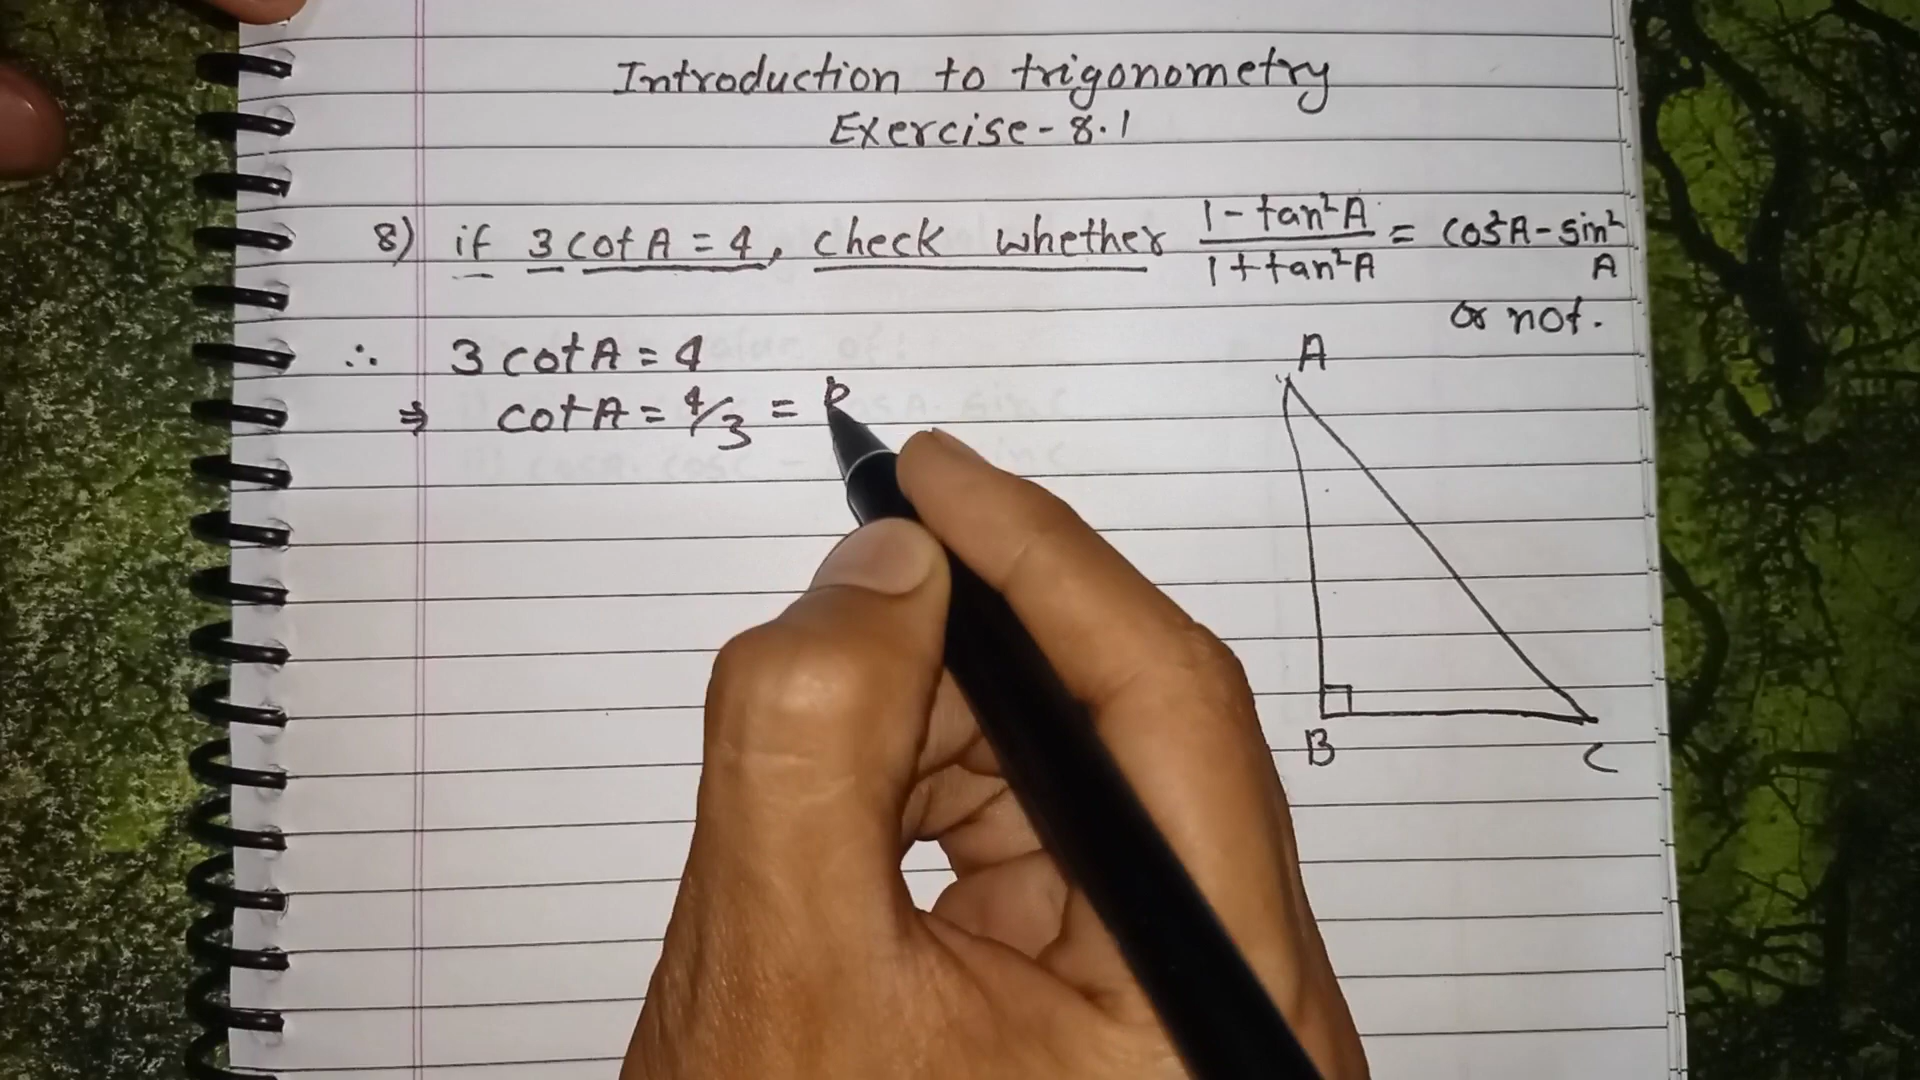 Introduction to trigonometry
Exercise - 8.1
8) if 3 cot A = 4, check whether 1 - tan²A / 1 + tan²A = cos²A - sin²A
or not.
∴ 3 cot A = 4
⇒ cot A = 4/3 =
A
B
C